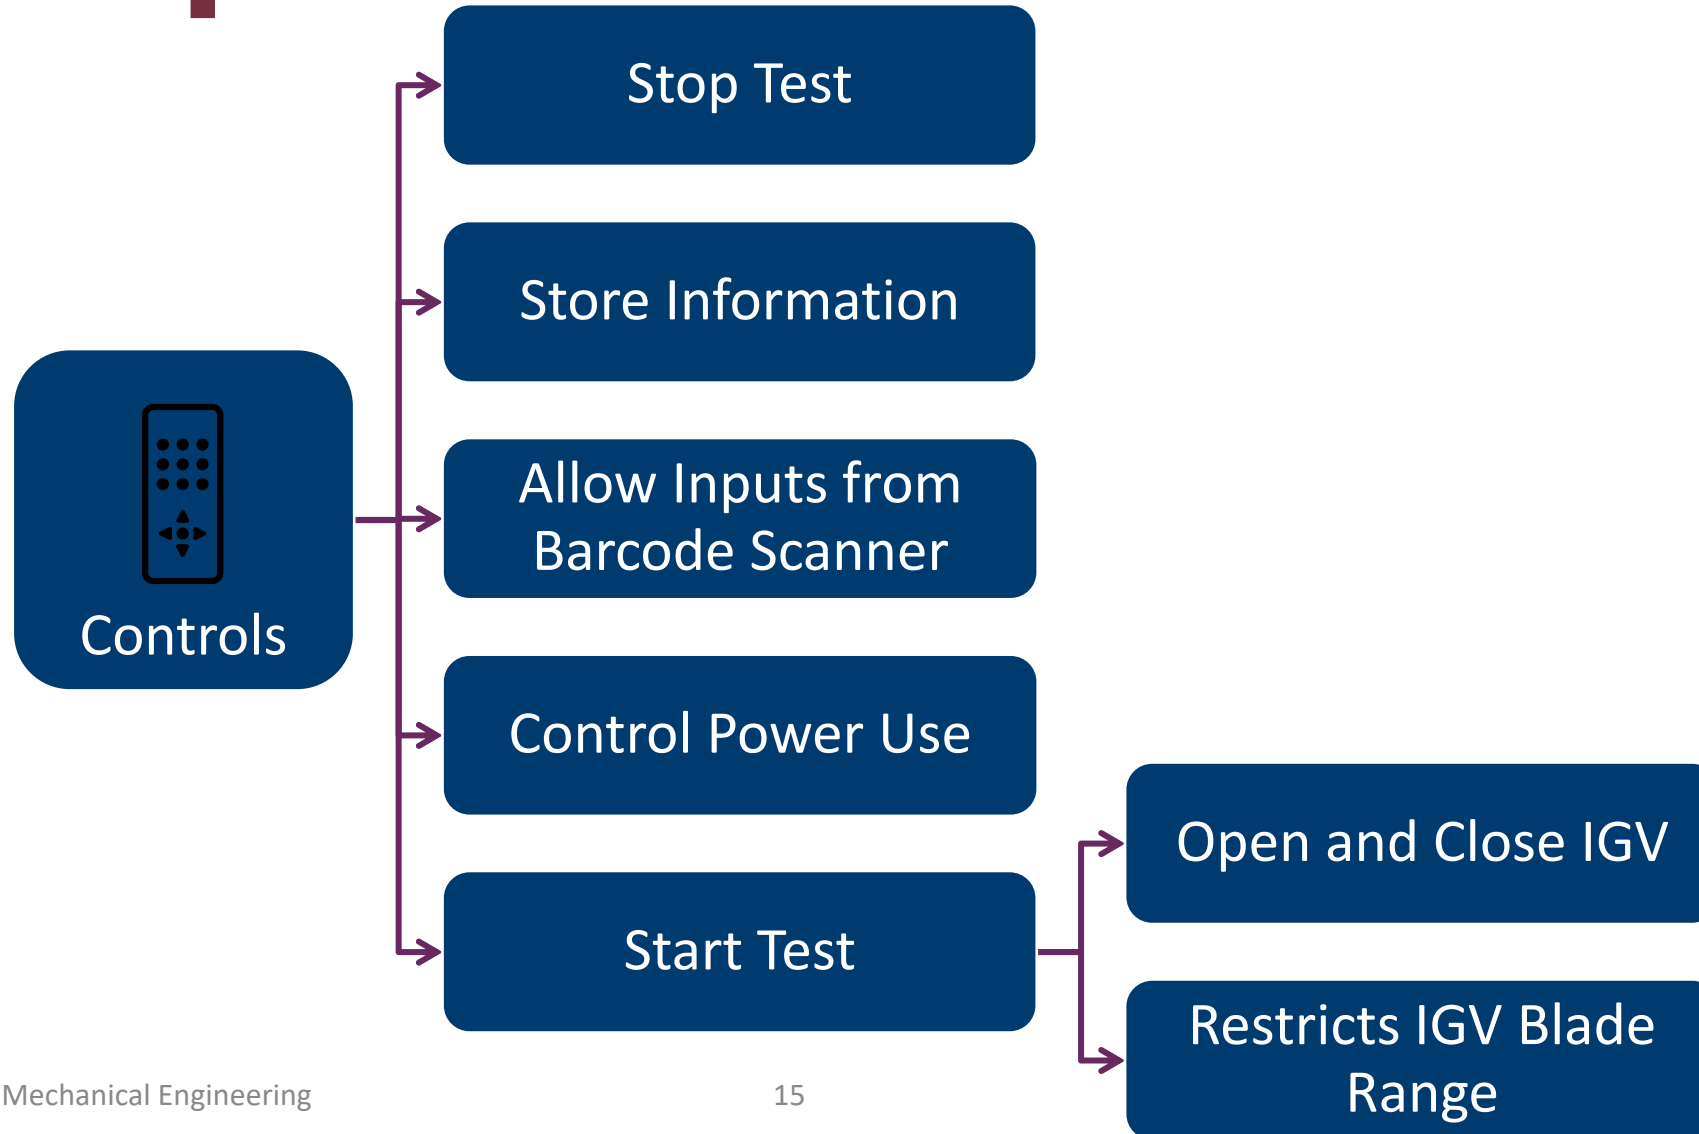 Stop Test
Store Information
Allow Inputs from
Barcode Scanner
Controls
Control Power Use
Open and Close IGV
Start Test
Restricts IGV Blade
Range
Mechanical Engineering
15